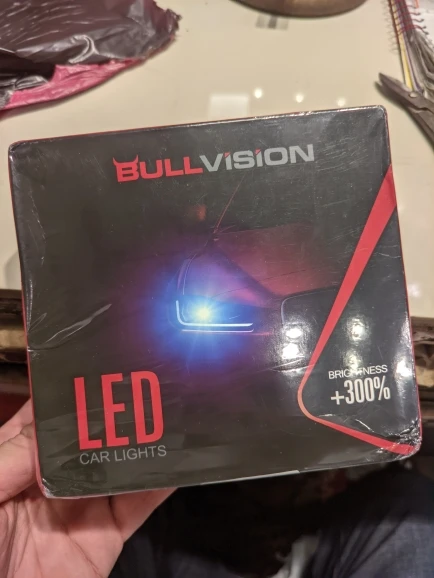 BULLVISION
BRIGHTNESS
+300%
LED
CAR LIGHTS